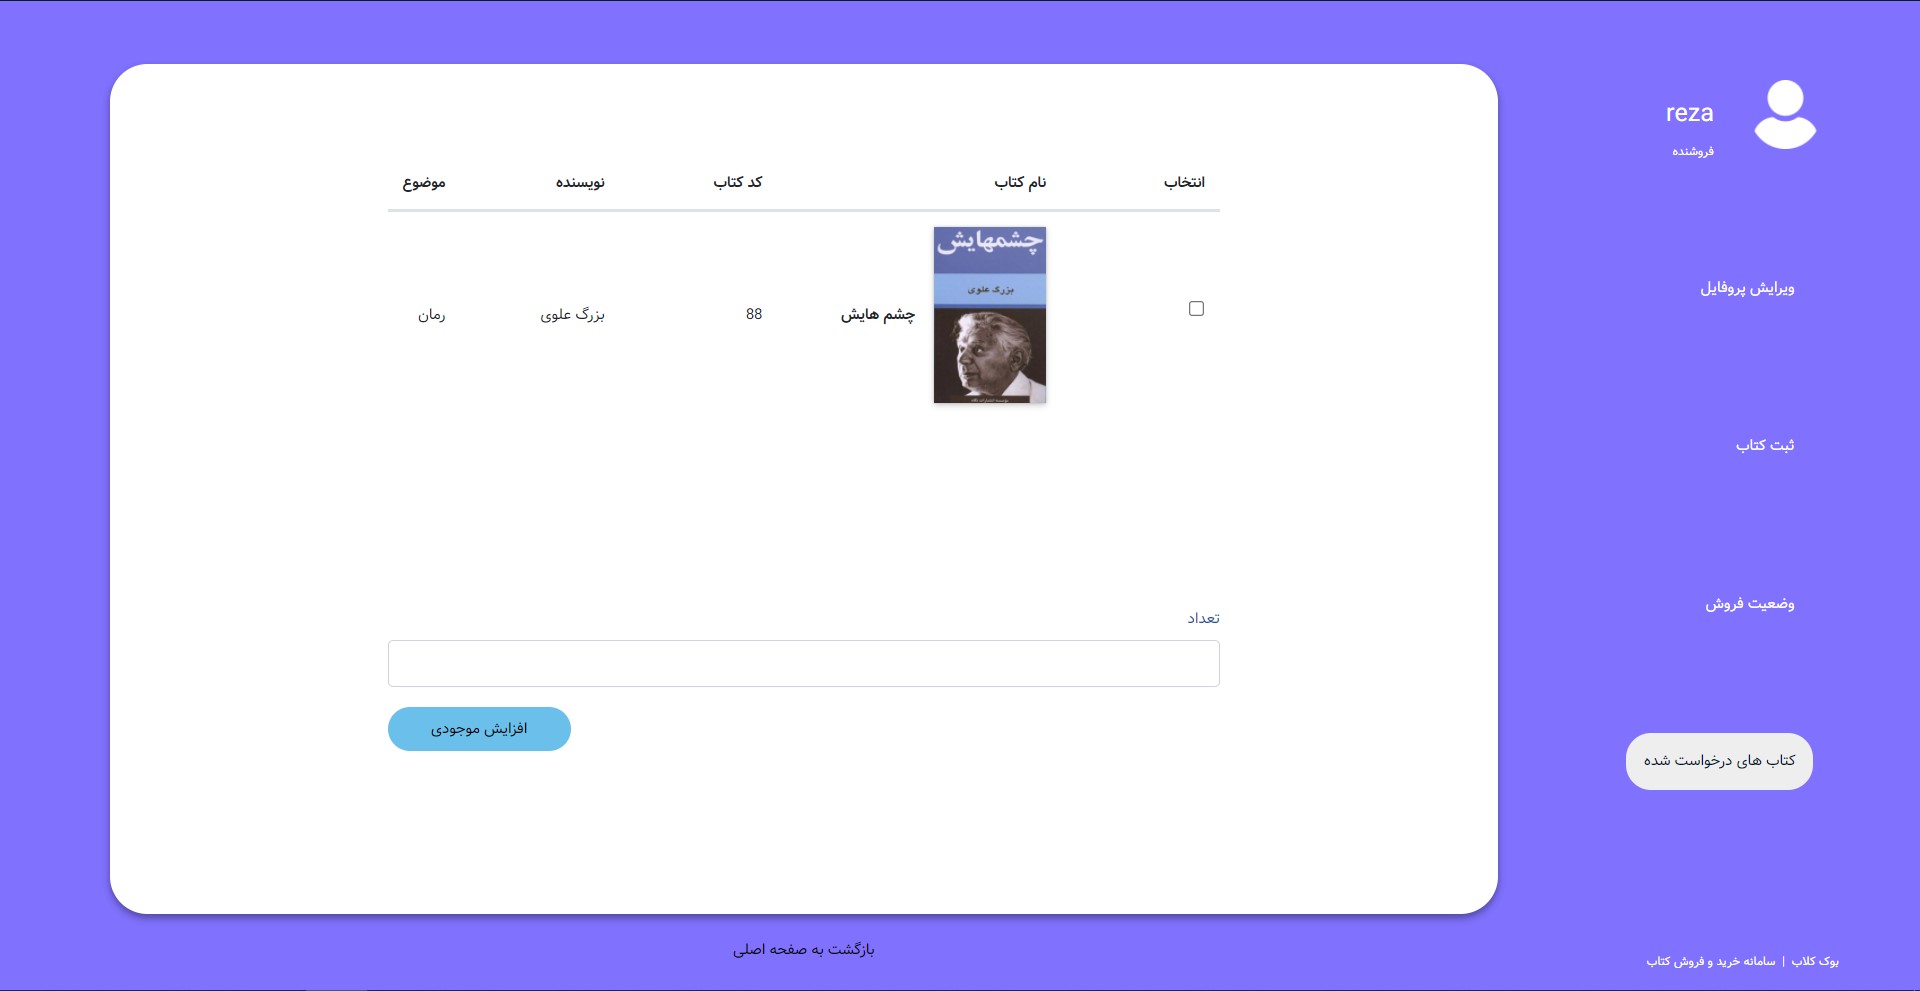 reza
فروشنده
ویرایش پروفایل
ثبت کتاب
وضعیت فروش
کتاب های درخواست شده
بوک کلاب | سامانه خرید و فروش کتاب
انتخاب نام کتاب کد کتاب نویسنده موضوع
چشمهایش
بزرگ علوی
چشم هایش 88 بزرگ علوی رمان
تعداد
افزایش موجودی
بازگشت به صفحه اصلی